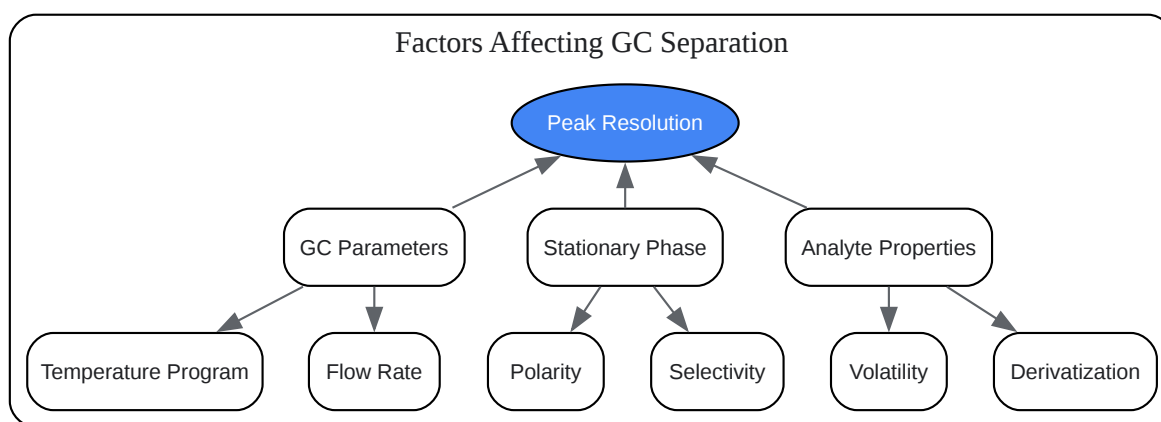 Factors Affecting GC Separation
Peak Resolution
GC Parameters
Stationary Phase
Analyte Properties
Temperature Program
Flow Rate
Polarity
Selectivity
Volatility
Derivatization